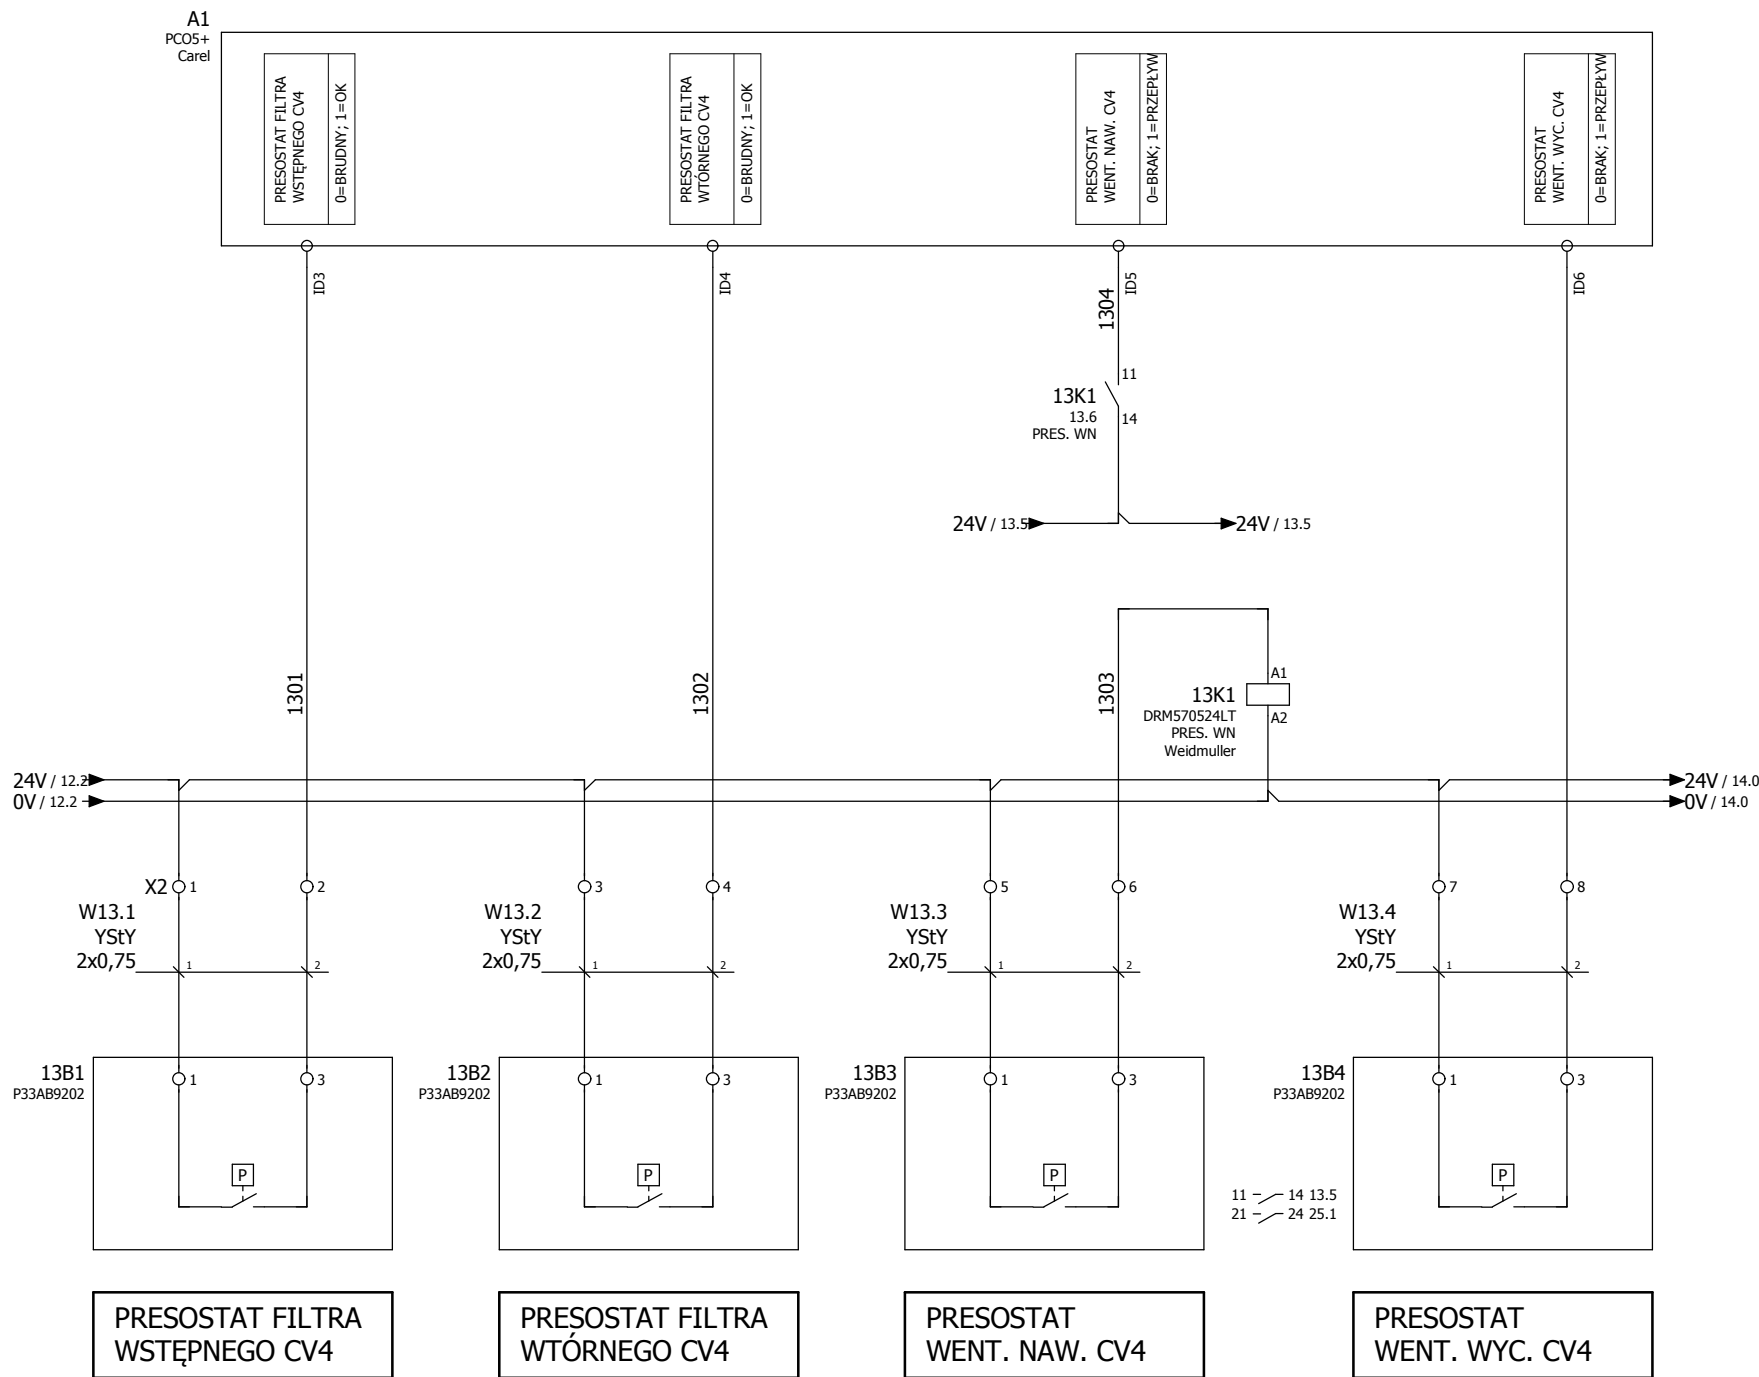 A1
PCO5+
Carel
PRESOSTAT FILTRA
WSTĘPNEGO CV4
0=BRUDNY; 1=OK
PRESOSTAT FILTRA
WTÓRNEGO CV4
0=BRUDNY; 1=OK
PRESOSTAT
WENT. NAW. CV4
0=BRAK; 1=PRZEPŁYW
PRESOSTAT
WENT. WYC. CV4
0=BRAK; 1=PRZEPŁYW
ID3
ID4
ID5
ID6
1304
11
13K1
13.6
14
PRES. WN
24V / 13.5
24V / 13.5
1301
1302
1303
A1
13K1
DRM570524LT
A2
PRES. WN
Weidmuller
24V / 12.2
0V / 12.2
24V / 14.0
0V / 14.0
X2 1 2
3 4
5 6
7 8
W13.1
YStY
2x0,75
1 2
W13.2
YStY
2x0,75
1 2
W13.3
YStY
2x0,75
1 2
W13.4
YStY
2x0,75
1 2
13B1
P33AB9202
1 3
P
13B2
P33AB9202
1 3
P
13B3
P33AB9202
1 3
P
11 14 13.5
21 24 25.1
13B4
P33AB9202
1 3
P
PRESOSTAT FILTRA
WSTĘPNEGO CV4
PRESOSTAT FILTRA
WTÓRNEGO CV4
PRESOSTAT
WENT. NAW. CV4
PRESOSTAT
WENT. WYC. CV4